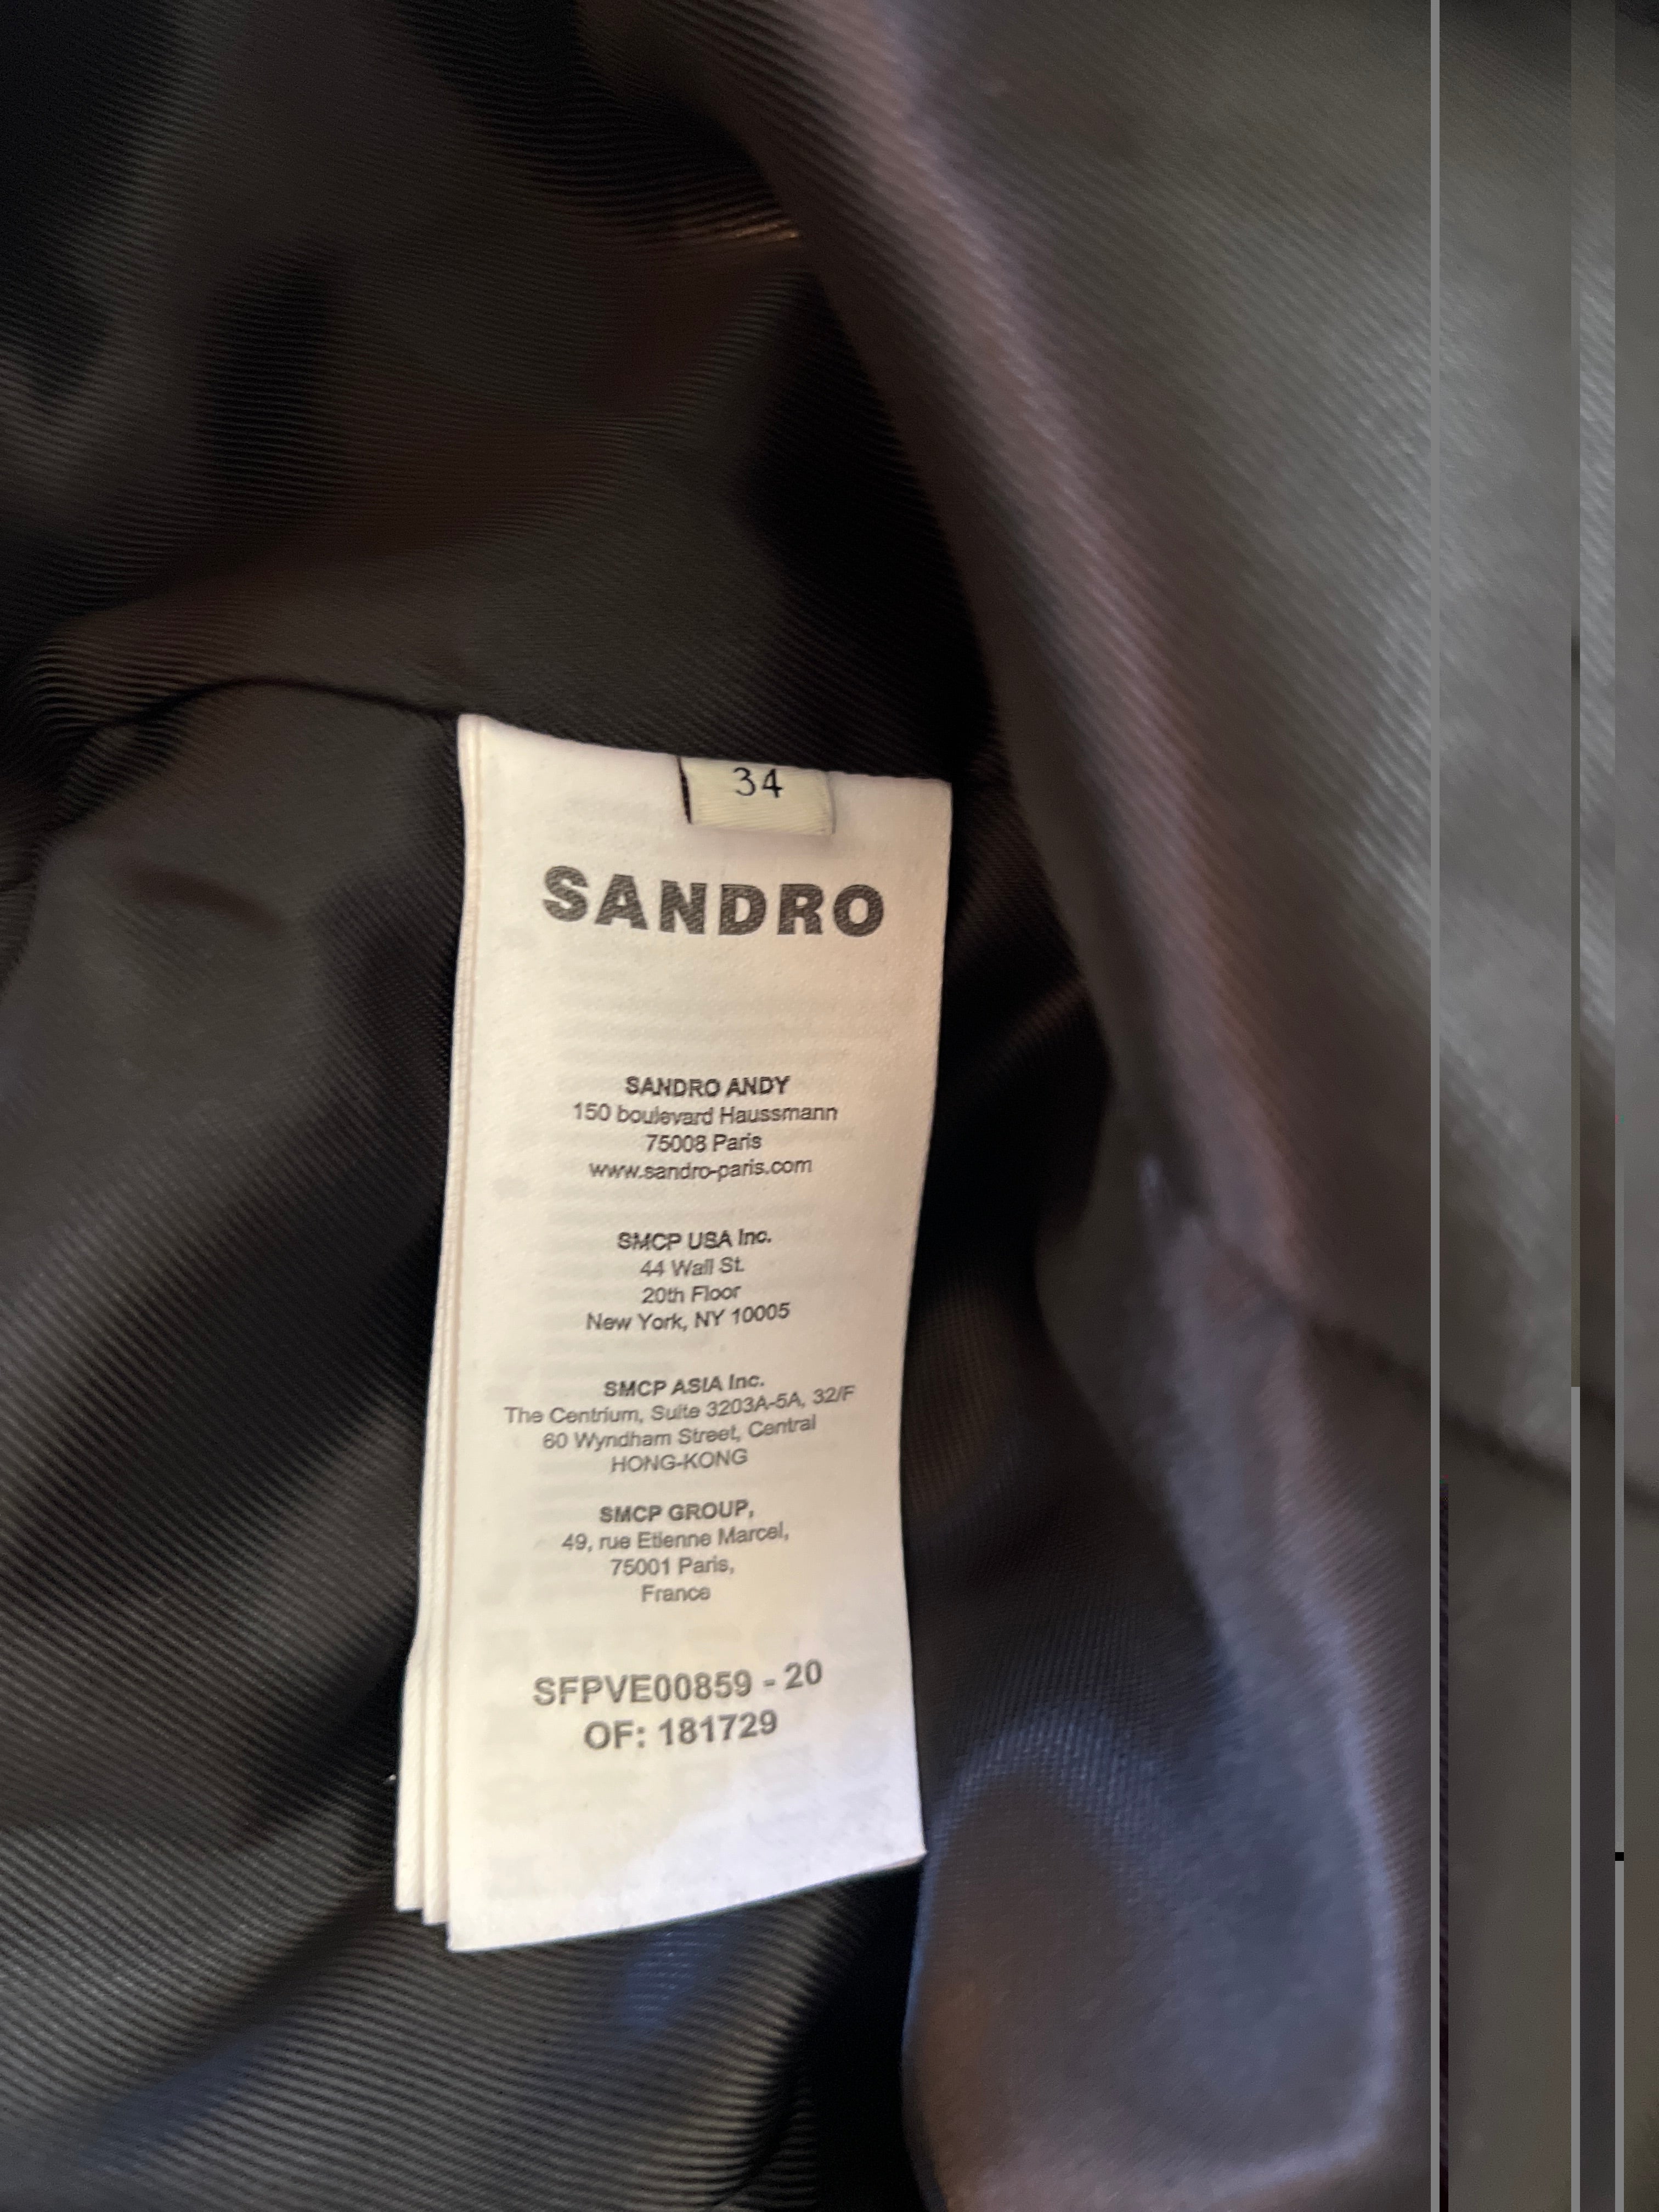 34
SANDRO
SANDRO ANDY
150 boulevard Haussmann
75008 Paris
www.sandro-paris.com
SMCP USA Inc.
44 Wall St.
20th Floor
New York, NY 10005
SMCP ASIA Inc.
The Centrium, Suite 3203A-5A, 32/F
60 Wyndham Street, Central
HONG-KONG
SMCP GROUP,
49, rue Etienne Marcel,
75001 Paris,
France
SFPVE00859 - 20
OF: 181729